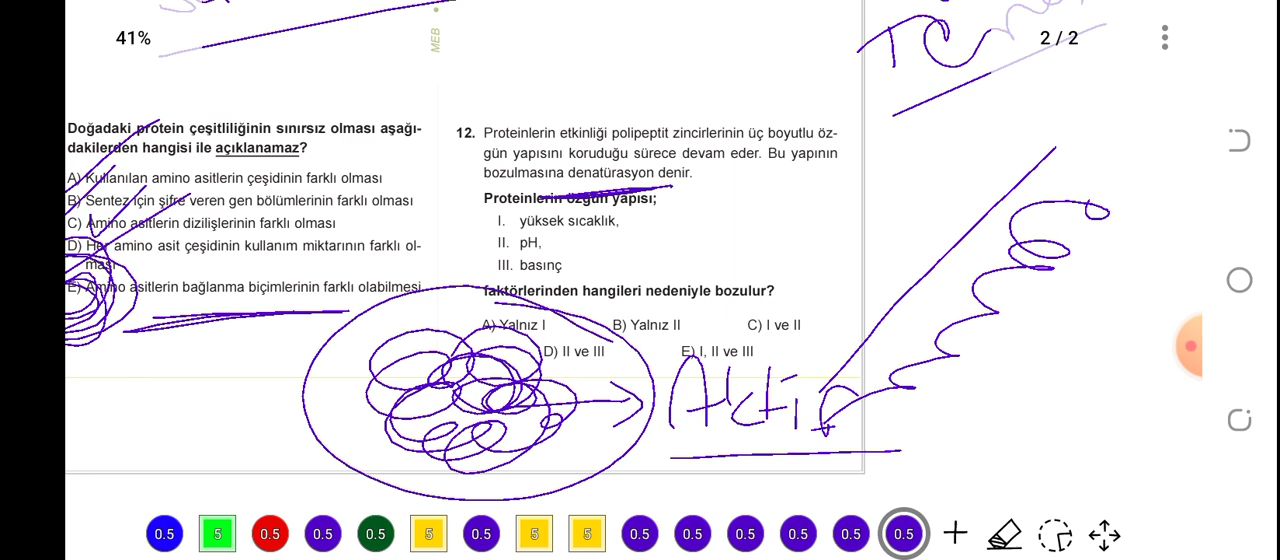 41%
MEB
2 / 2
Doğadaki protein çeşitliliğinin sınırsız olması aşağı-
dakilerden hangisi ile açıklanamaz?
A) Kullanılan amino asitlerin çeşidinin farklı olması
B) Sentez için şifre veren gen bölümlerinin farklı olması
C) Amino asitlerin dizilişlerinin farklı olması
D) Her amino asit çeşidinin kullanım miktarının farklı ol-
ması
E) Amino asitlerin bağlanma biçimlerinin farklı olabilmesi
12. Proteinlerin etkinliği polipeptit zincirlerinin üç boyutlu öz-
gün yapısını koruduğu sürece devam eder. Bu yapının
bozulmasına denatürasyon denir.
Proteinlerin özgün yapısı;
I. yüksek sıcaklık,
II. pH,
III. basınç
faktörlerinden hangileri nedeniyle bozulur?
A) Yalnız I B) Yalnız II C) I ve II
D) II ve III E) I, II ve III
Aktif
0.5 5 0.5 0.5 0.5 5 0.5 5 5 0.5 0.5 0.5 0.5 0.5 0.5